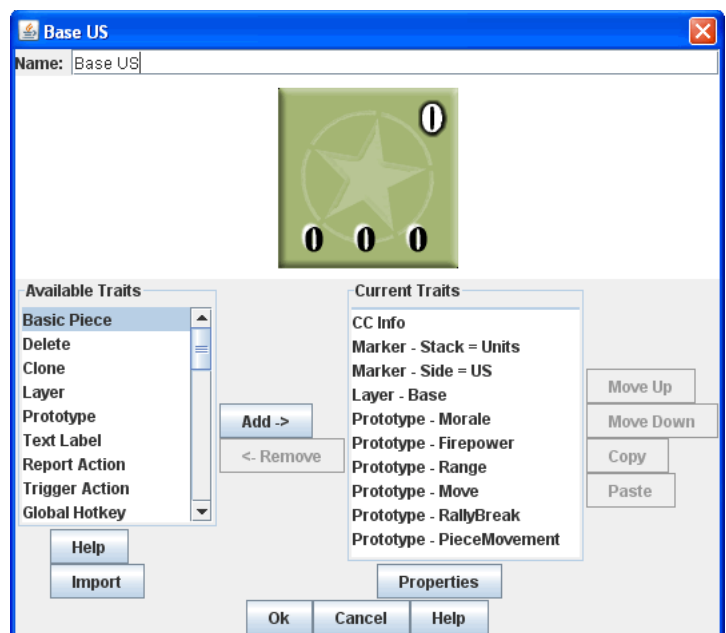 Base US
Name: Base US
0
0 0 0
Available Traits
Basic Piece
Delete
Clone
Layer
Prototype
Text Label
Report Action
Trigger Action
Global Hotkey
Help
Import
Add ->
<- Remove
Current Traits
CC Info
Marker - Stack = Units
Marker - Side = US
Layer - Base
Prototype - Morale
Prototype - Firepower
Prototype - Range
Prototype - Move
Prototype - RallyBreak
Prototype - PieceMovement
Properties
Move Up
Move Down
Copy
Paste
Ok Cancel Help